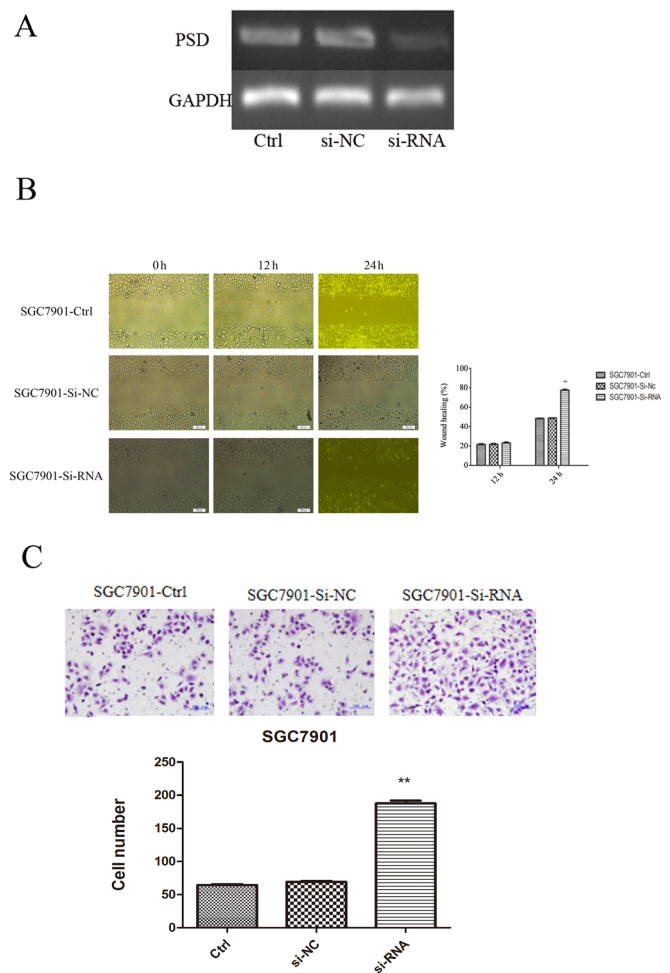 A
PSD
GAPDH
Ctrl si-NC si-RNA
B
0 h 12 h 24 h
SGC7901-Ctrl
SGC7901-Si-NC
SGC7901-Si-RNA
SGC7901-Ctrl
SGC7901-Si-Nc
SGC7901-Si-RNA
Wound healing (%)
100
80
60
40
20
0
**
12 h 24 h
C
SGC7901-Ctrl SGC7901-Si-NC SGC7901-Si-RNA
SGC7901
Cell number
250
200
150
100
50
0
**
Ctrl si-NC si-RNA